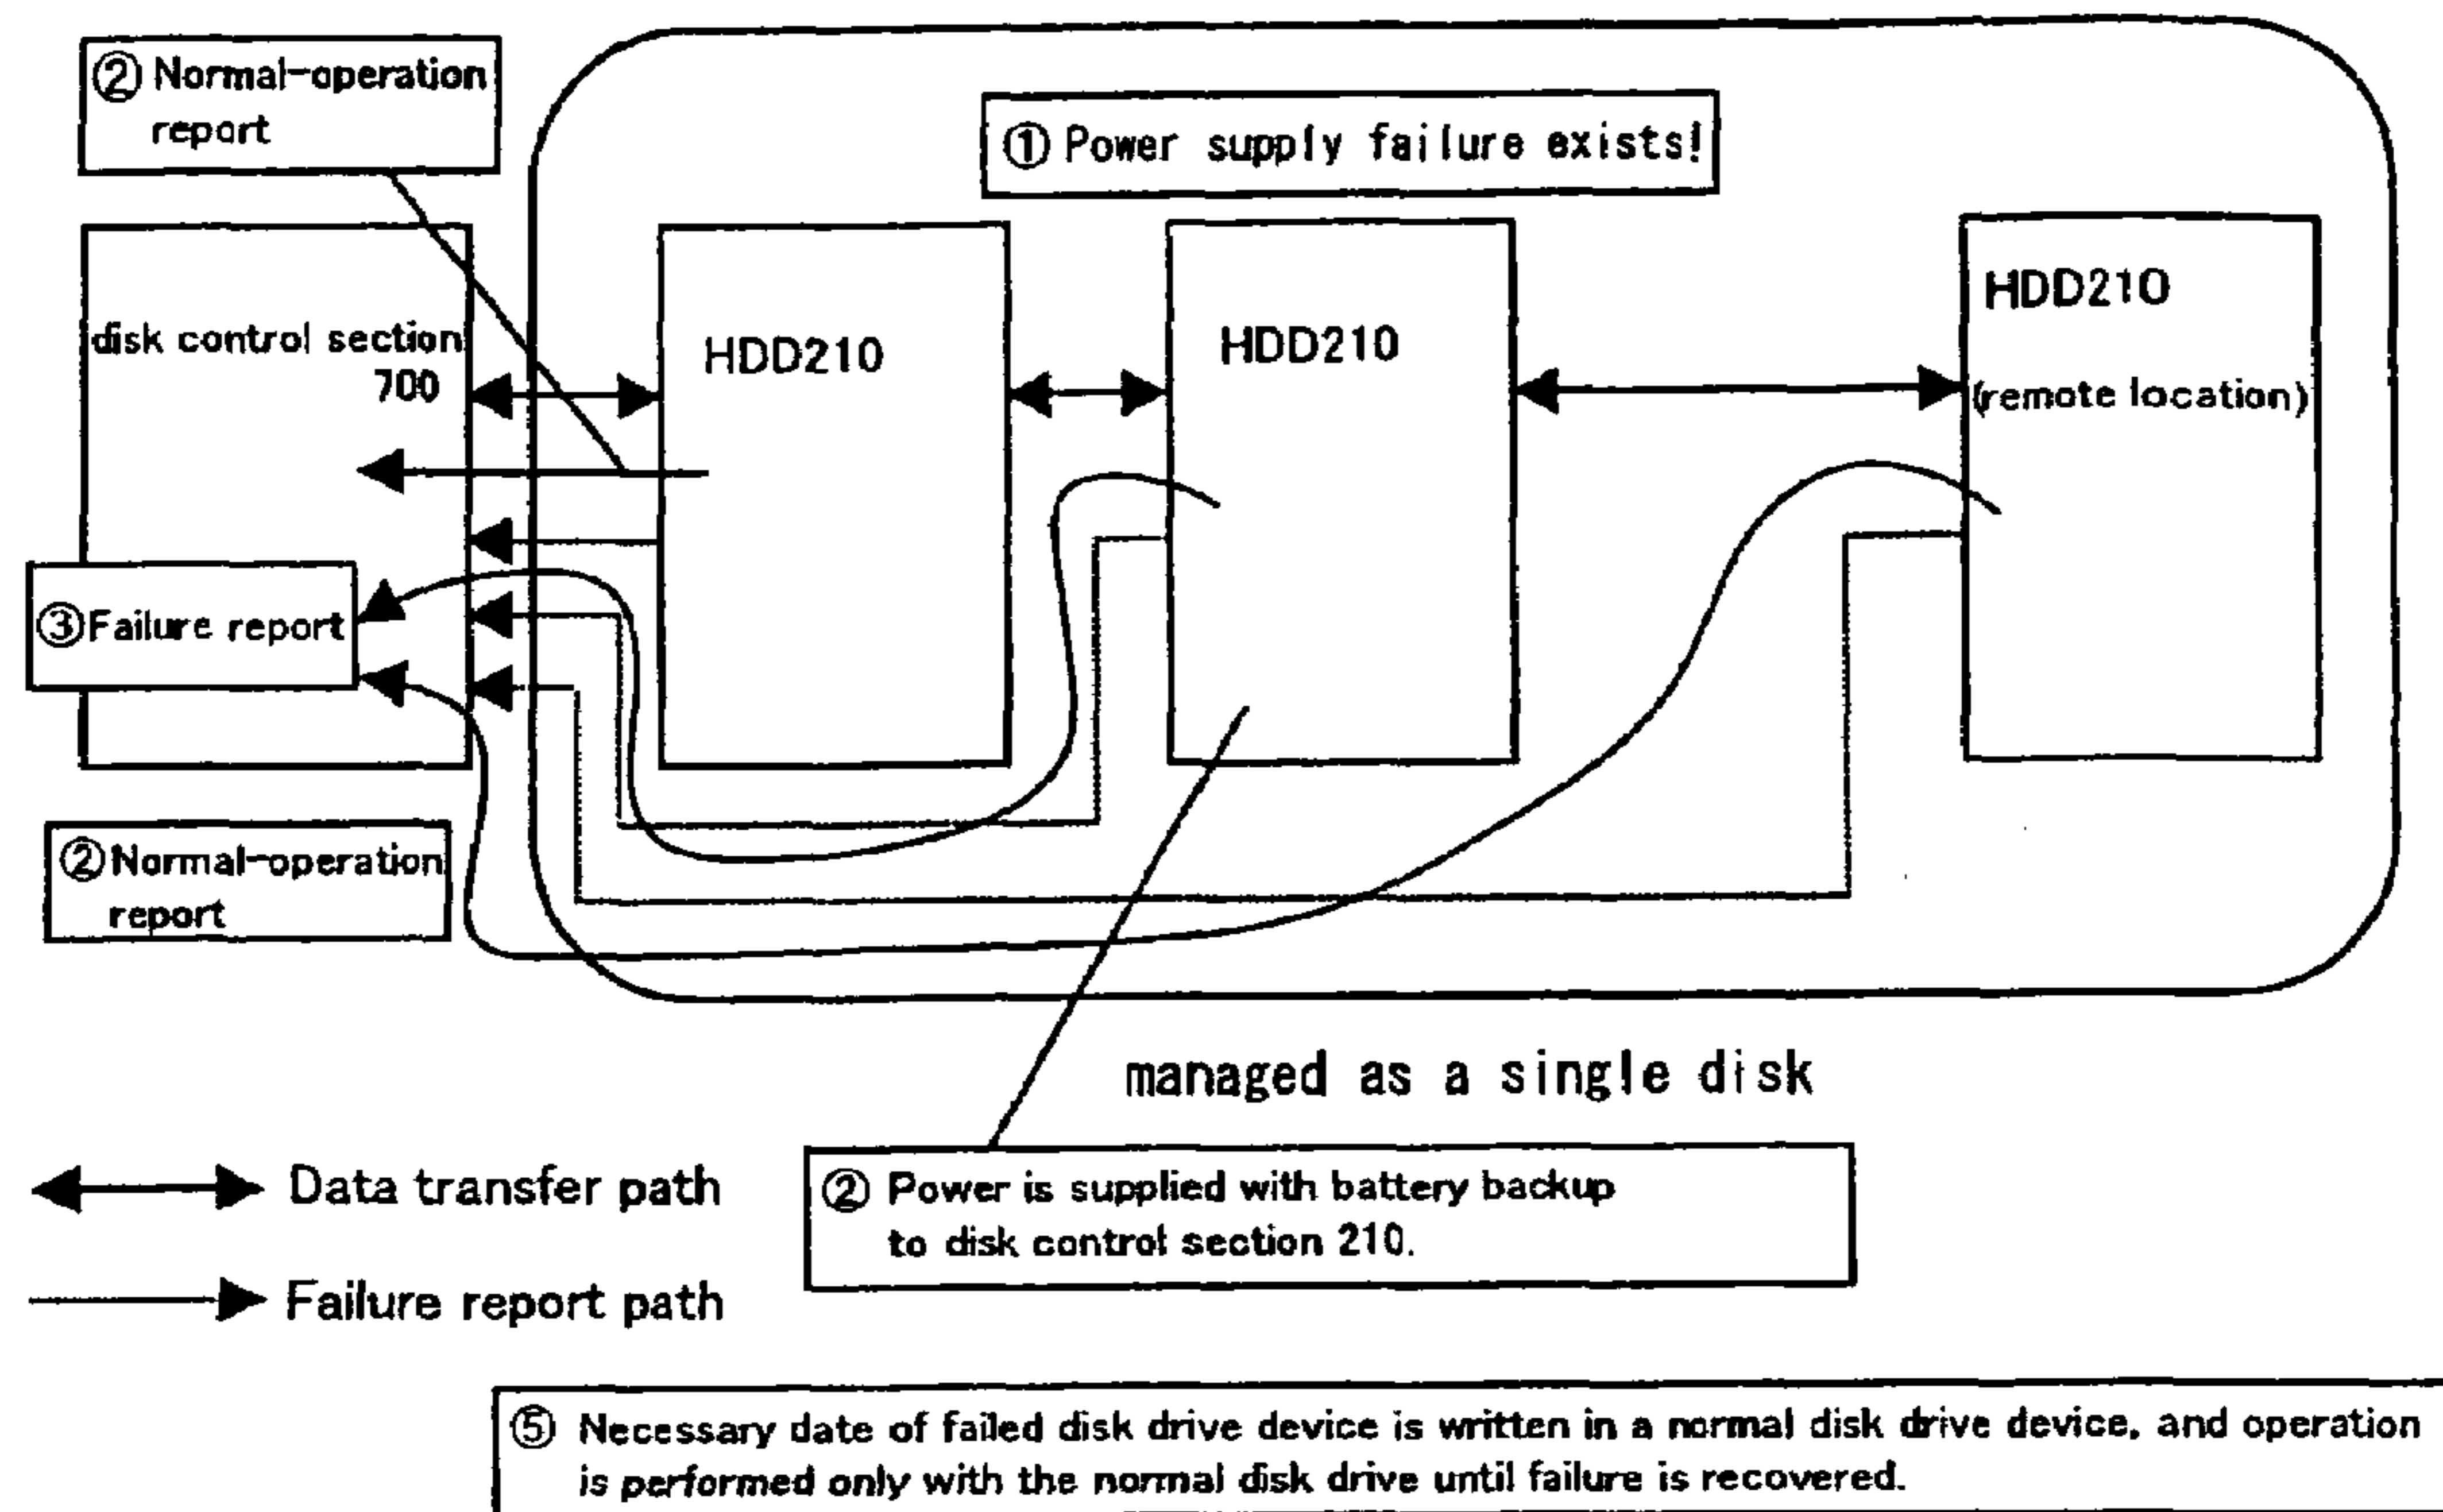 ② Normal-operation
report
① Power supply failure exists!
disk control section
700
HDD210
HDD210
HDD210
(remote location)
③Failure report
②Normal-operation
report
managed as a single disk
Data transfer path
Failure report path
② Power is supplied with battery backup
to disk control section 210.
⑤ Necessary date of failed disk drive device is written in a normal disk drive device, and operation
is performed only with the normal disk drive until failure is recovered.